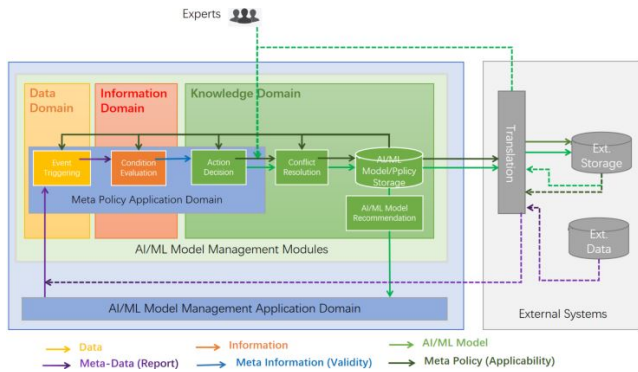 Experts
Data
Domain
Information
Domain
Knowledge Domain
Event
Triggering
Condition
Evaluation
Action
Decision
Conflict
Resolution
AI/ML
Model/Pplicy
Storage
Meta Policy Application Domain
AI/ML Model
Recommendation
AI/ML Model Management Modules
AI/ML Model Management Application Domain
Translation
Ext.
Storage
Ext.
Data
External Systems
Data
Information
AI/ML Model
Meta-Data (Report)
Meta Information (Validity)
Meta Policy (Applicability)